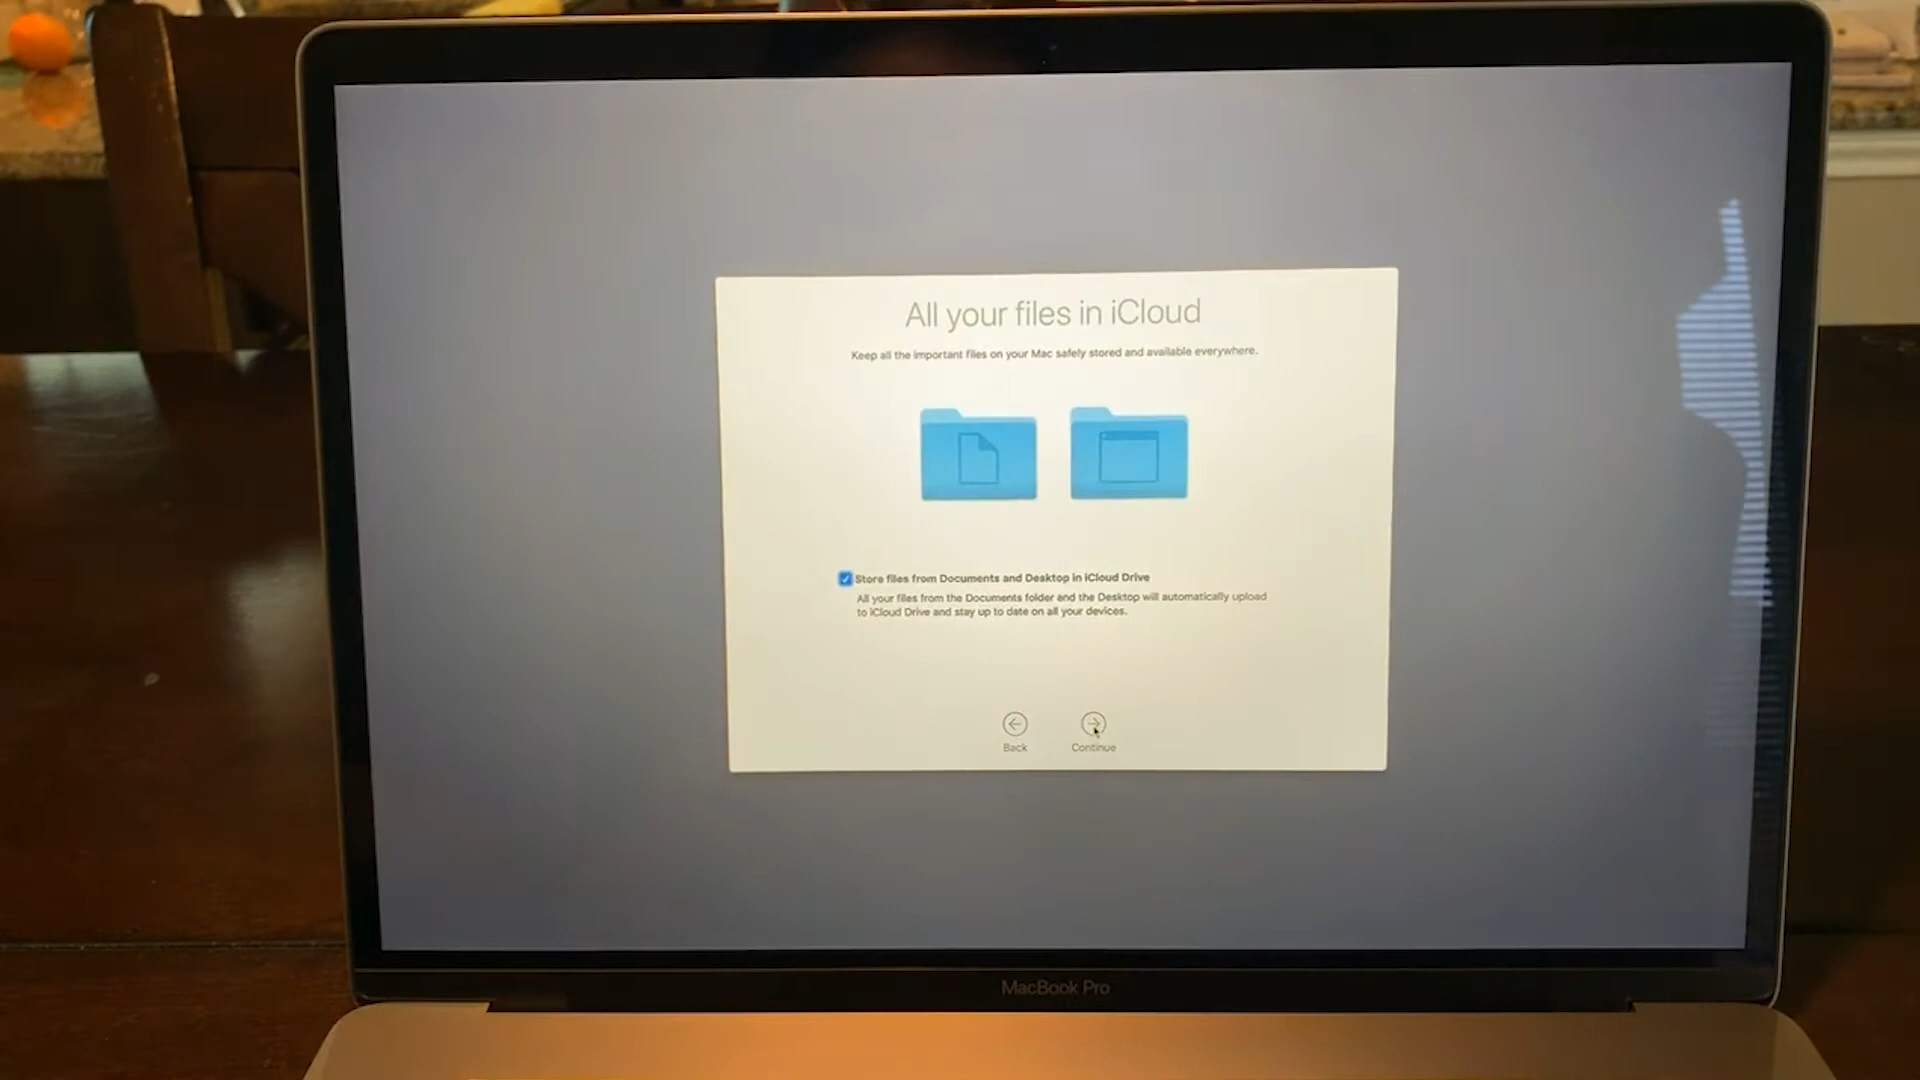 All your files in iCloud
Keep all the important files on your Mac safely stored and available everywhere.
Store files from Documents and Desktop in iCloud Drive
All your files from the Documents folder and the Desktop will automatically upload
to iCloud Drive and stay up to date on all your devices.
Back
Continue
MacBook Pro